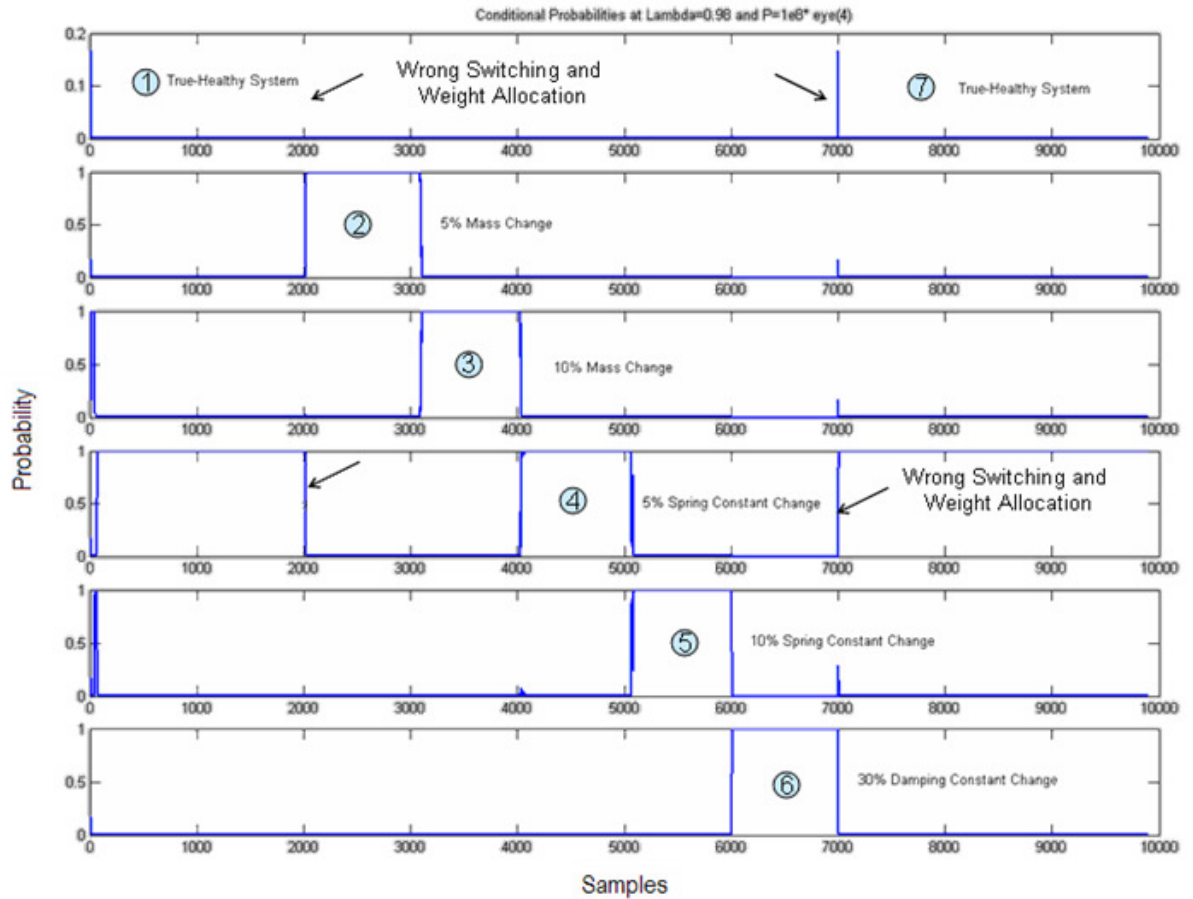 Conditional Probabilities at Lambda=0.98 and P=1e6* eye(4)
0.2
0.1
0
1 True-Healthy System
Wrong Switching and
Weight Allocation
7 True-Healthy System
0 1000 2000 3000 4000 5000 6000 7000 8000 9000 10000
1
0.5
0
2
5% Mass Change
0 1000 2000 3000 4000 5000 6000 7000 8000 9000 10000
1
0.5
0
3
10% Mass Change
0 1000 2000 3000 4000 5000 6000 7000 8000 9000 10000
Probability
1
0.5
0
4
5% Spring Constant Change
Wrong Switching and
Weight Allocation
0 1000 2000 3000 4000 5000 6000 7000 8000 9000 10000
1
0.5
0
5
10% Spring Constant Change
0 1000 2000 3000 4000 5000 6000 7000 8000 9000 10000
1
0.5
0
6
30% Damping Constant Change
0 1000 2000 3000 4000 5000 6000 7000 8000 9000 10000
Samples